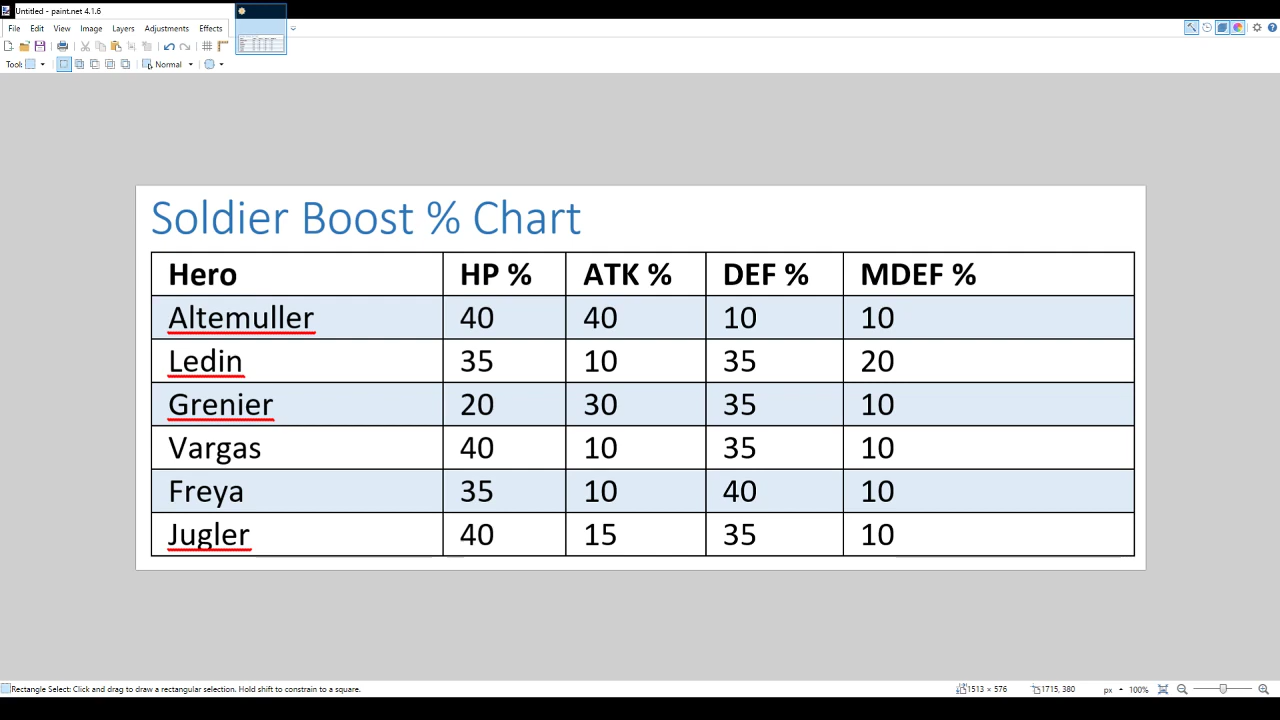 Untitled - paint.net 4.1.6
File Edit View Image Layers Adjustments Effects
Tool: Normal
Soldier Boost % Chart
Hero HP % ATK % DEF % MDEF %
Altemuller 40 40 10 10
Ledin 35 10 35 20
Grenier 20 30 35 10
Vargas 40 10 35 10
Freya 35 10 40 10
Jugler 40 15 35 10
Rectangle Select: Click and drag to draw a rectangular selection. Hold shift to constrain to a square. 1513 × 576 1715, 380 px 100%